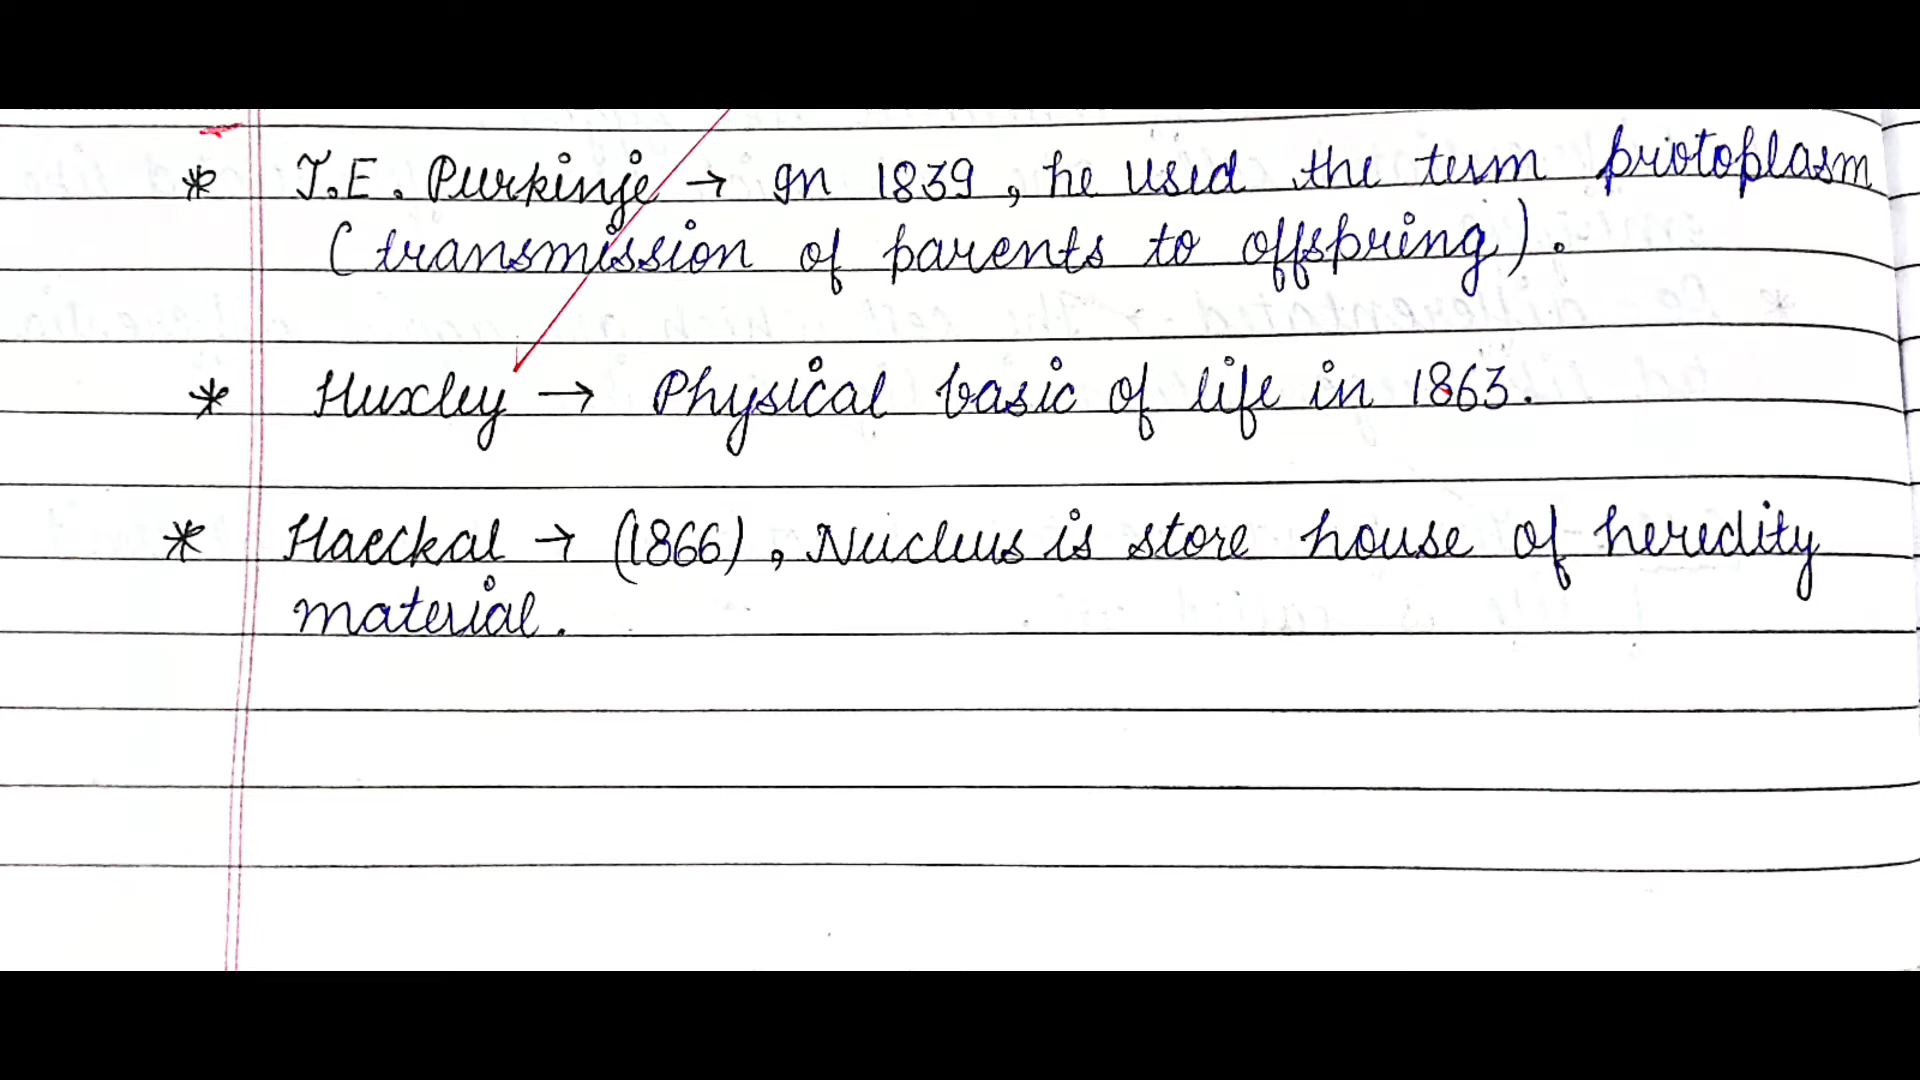 * J.E. Purkinje → In 1839, he used the term protoplasm
(transmission of parents to offspring).
* Huxley → Physical basic of life in 1863.
* Haeckal → (1866), Nucleus is store house of heredity
material.